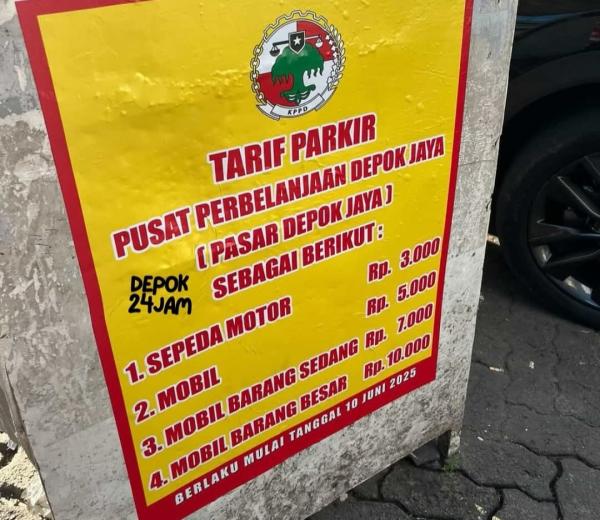 KPPD
TARIF PARKIR
PUSAT PERBELANJAAN DEPOK JAYA
( PASAR DEPOK JAYA )
SEBAGAI BERIKUT :
DEPOK
24JAM
1. SEPEDA MOTOR Rp. 3.000
2. MOBIL Rp. 5.000
3. MOBIL BARANG SEDANG Rp. 7.000
4. MOBIL BARANG BESAR Rp. 10.000
BERLAKU MULAI TANGGAL 10 JUNI 2025